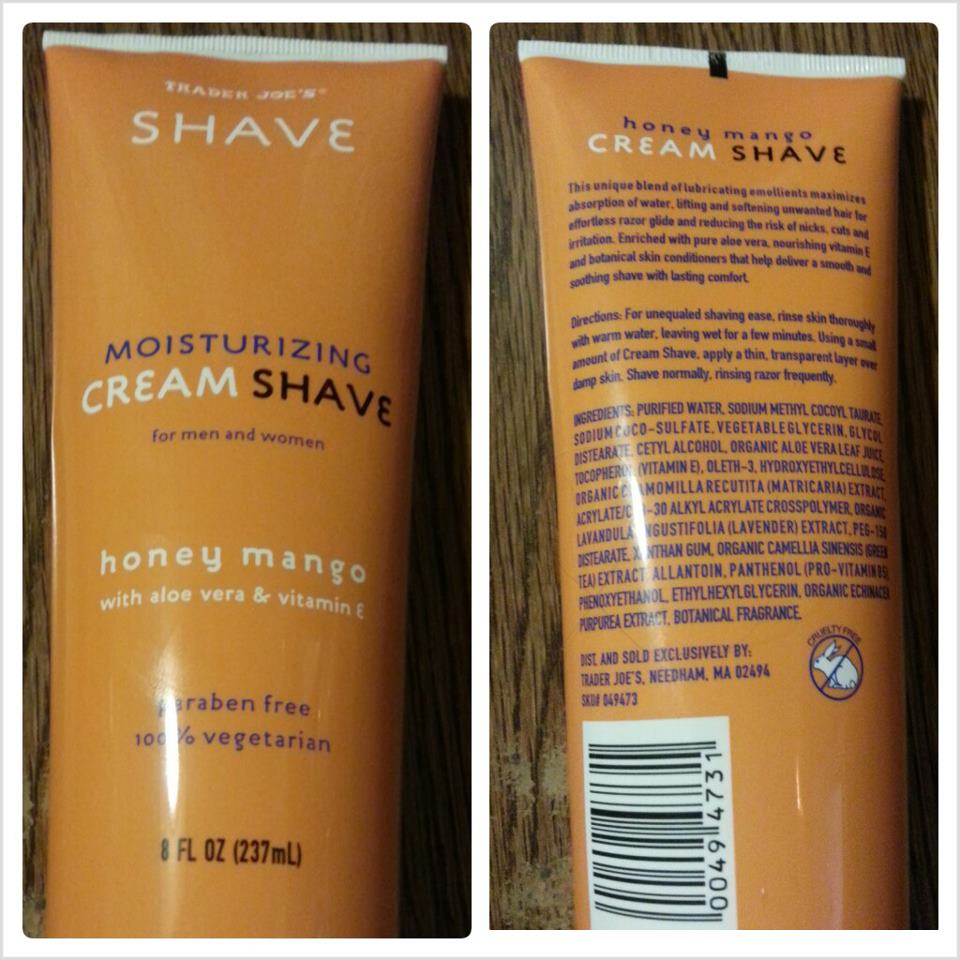 TRADER JOE'S®
SHAVE
MOISTURIZING
CREAM SHAVE
for men and women
honey mango
with aloe vera & vitamin E
paraben free
100% vegetarian
8 FL OZ (237mL)
honey mango
CREAM SHAVE
This unique blend of lubricating emollients maximizes
absorption of water, lifting and softening unwanted hair for
effortless razor glide and reducing the risk of nicks, cuts and
irritation. Enriched with pure aloe vera, nourishing vitamin E
and botanical skin conditioners that help deliver a smooth and
soothing shave with lasting comfort.
Directions: For unequaled shaving ease, rinse skin thoroughly
with warm water, leaving wet for a few minutes. Using a small
amount of Cream Shave, apply a thin, transparent layer over
damp skin. Shave normally, rinsing razor frequently.
INGREDIENTS: PURIFIED WATER, SODIUM METHYL COCOYL TAURATE,
SODIUM COCO-SULFATE, VEGETABLE GLYCERIN, GLYCOL
DISTEARATE, CETYL ALCOHOL, ORGANIC ALOE VERA LEAF JUICE,
TOCOPHEROL (VITAMIN E), OLETH-3, HYDROXYETHYLCELLULOSE,
ORGANIC CHAMOMILLA RECUTITA (MATRICARIA) EXTRACT,
ACRYLATE/C10-30 ALKYL ACRYLATE CROSSPOLYMER, ORGANIC
LAVANDULA ANGUSTIFOLIA (LAVENDER) EXTRACT, PEG-150
DISTEARATE, XANTHAN GUM, ORGANIC CAMELLIA SINENSIS (GREEN
TEA) EXTRACT, ALLANTOIN, PANTHENOL (PRO-VITAMIN B5),
PHENOXYETHANOL, ETHYLHEXYLGLYCERIN, ORGANIC ECHINACEA
PURPUREA EXTRACT, BOTANICAL FRAGRANCE.
CRUELTY FREE
DIST. AND SOLD EXCLUSIVELY BY:
TRADER JOE'S, NEEDHAM, MA 02494
SKU# 049473
0049 4731